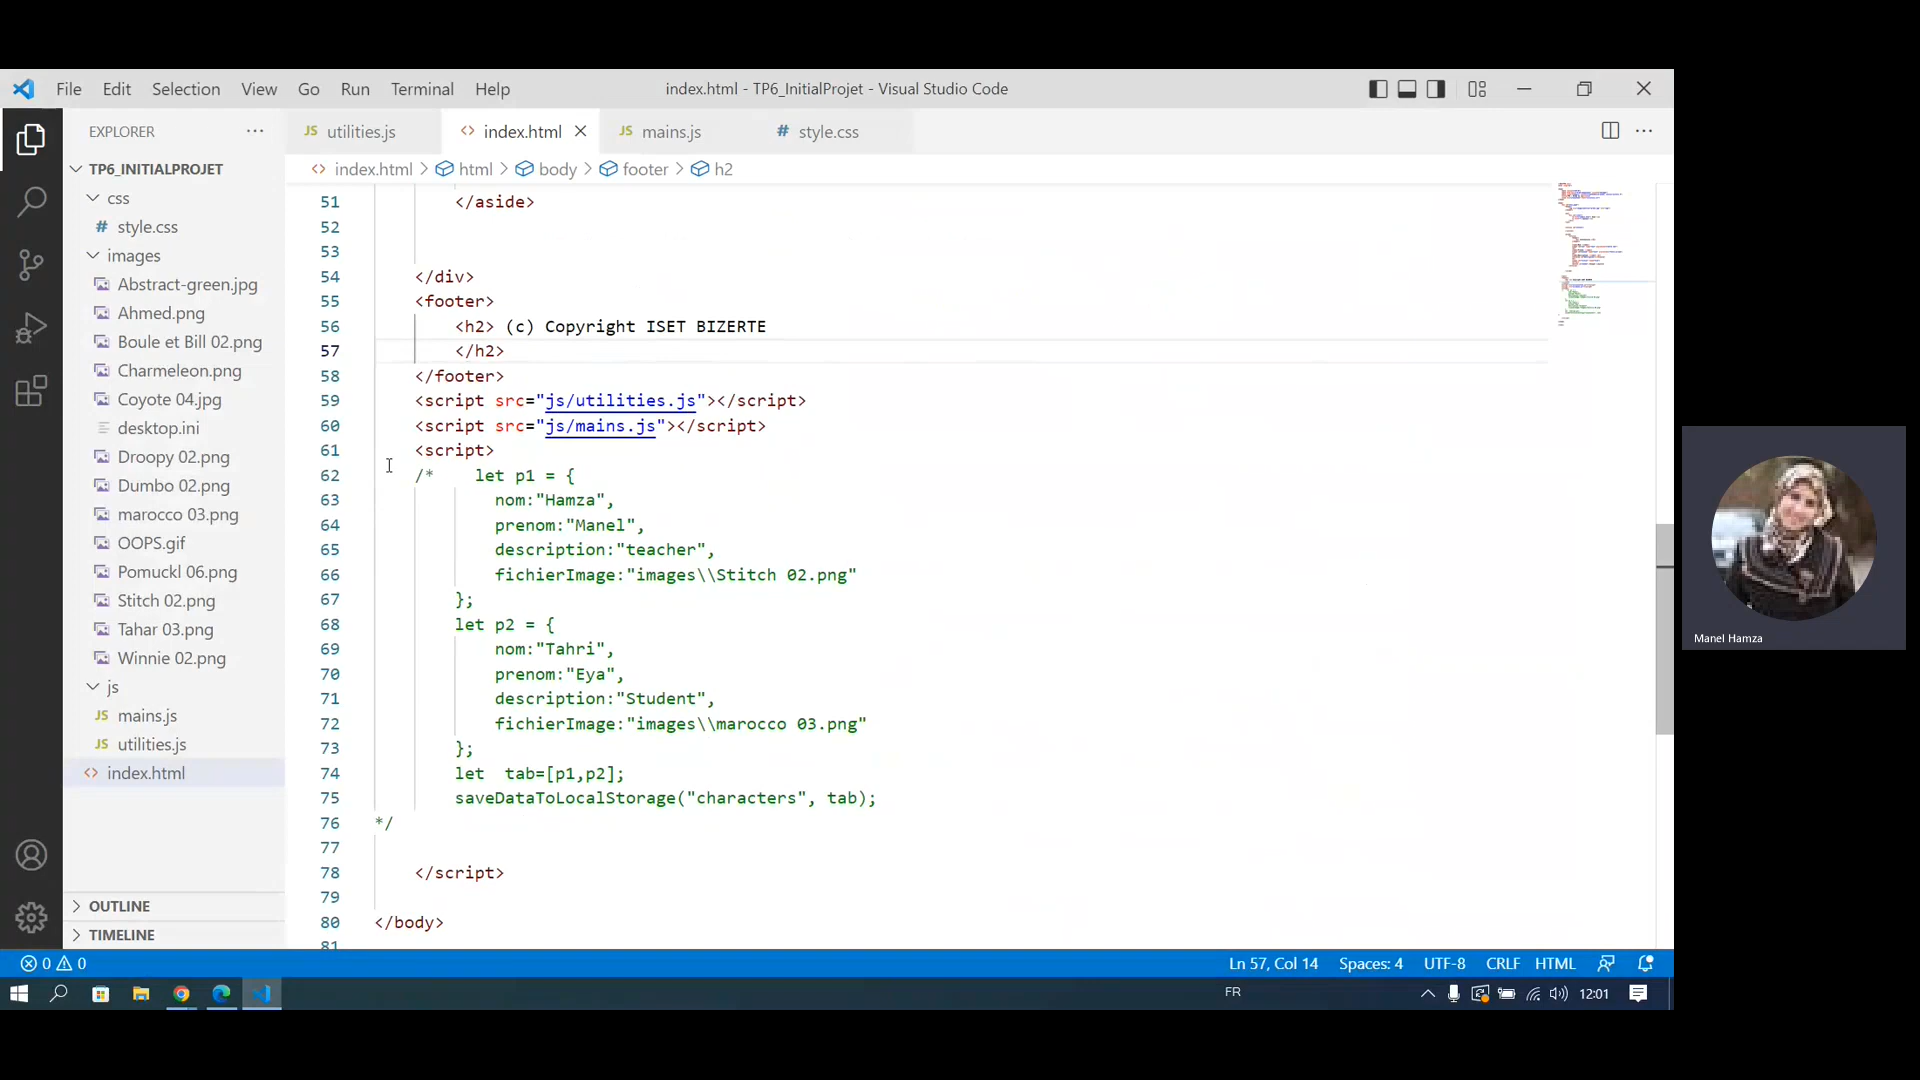 File Edit Selection View Go Run Terminal Help
index.html - TP6_InitialProjet - Visual Studio Code
EXPLORER
TP6_INITIALPROJET
css
# style.css
images
Abstract-green.jpg
Ahmed.png
Boule et Bill 02.png
Charmeleon.png
Coyote 04.jpg
desktop.ini
Droopy 02.png
Dumbo 02.png
marocco 03.png
OOPS.gif
Pomuckl 06.png
Stitch 02.png
Tahar 03.png
Winnie 02.png
js
JS mains.js
JS utilities.js
<> index.html
OUTLINE
TIMELINE
JS utilities.js <> index.html JS mains.js # style.css
<> index.html > html > body > footer > h2
51 </aside>
52
53
54 </div>
55 <footer>
56 <h2> (c) Copyright ISET BIZERTE
57 </h2>
58 </footer>
59 <script src="js/utilities.js"></script>
60 <script src="js/mains.js"></script>
61 <script>
62 /* let p1 = {
63 nom:"Hamza",
64 prenom:"Manel",
65 description:"teacher",
66 fichierImage:"images\\Stitch 02.png"
67 };
68 let p2 = {
69 nom:"Tahri",
70 prenom:"Eya",
71 description:"Student",
72 fichierImage:"images\\marocco 03.png"
73 };
74 let tab=[p1,p2];
75 saveDataToLocalStorage("characters", tab);
76 */
77
78 </script>
79
80 </body>
81
Manel Hamza
0 0
Ln 57, Col 14 Spaces: 4 UTF-8 CRLF HTML
FR
12:01